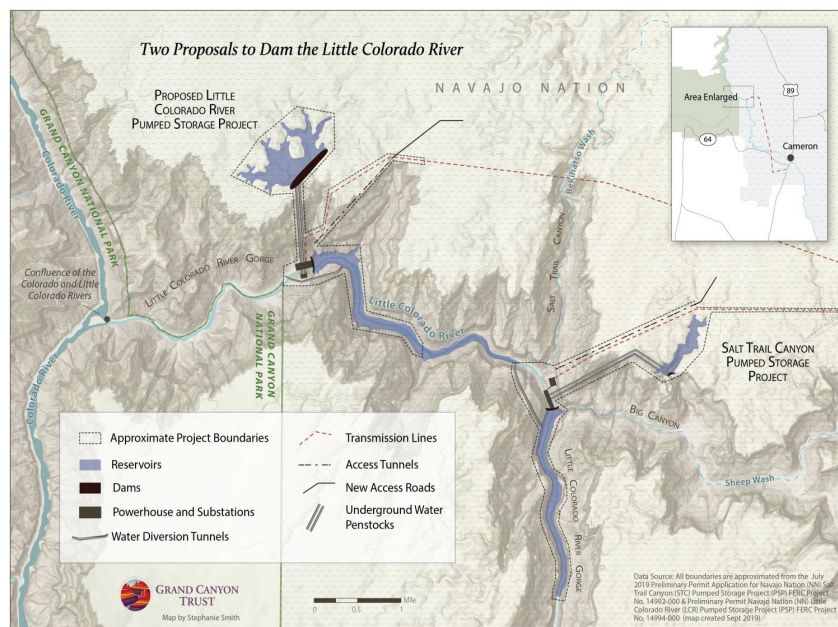 Two Proposals to Dam the Little Colorado River
PROPOSED LITTLE
COLORADO RIVER
PUMPED STORAGE PROJECT
NAVAJO NATION
Area Enlarged
89
64
Cameron
GRAND CANYON NATIONAL PARK
Colorado River
Bekihatso Wash
SALT TRAIL CANYON
Confluence of the
Colorado and Little
Colorado Rivers
LITTLE COLORADO RIVER GORGE
GRAND CANYON
NATIONAL PARK
Little Colorado River
Colorado River
SALT TRAIL CANYON
PUMPED STORAGE
PROJECT
BIG CANYON
Sheep Wash
LITTLE COLORADO RIVER GORGE
Approximate Project Boundaries
Reservoirs
Dams
Powerhouse and Substations
Water Diversion Tunnels
Transmission Lines
Access Tunnels
New Access Roads
Underground Water
Penstocks
GRAND CANYON
TRUST
Map by Stephanie Smith
0 0.5 1 Mile
Data Source: All boundaries are approximated from the July
2019 Preliminary Permit Application for Navajo Nation (NN) Salt
Trail Canyon (STC) Pumped Storage Project (PSP) FERC Project
No. 14992-000 & Preliminary Permit Navajo Nation (NN) Little
Colorado River (LCR) Pumped Storage Project (PSP) FERC Project
No. 14994-000 (map created Sept 2019)